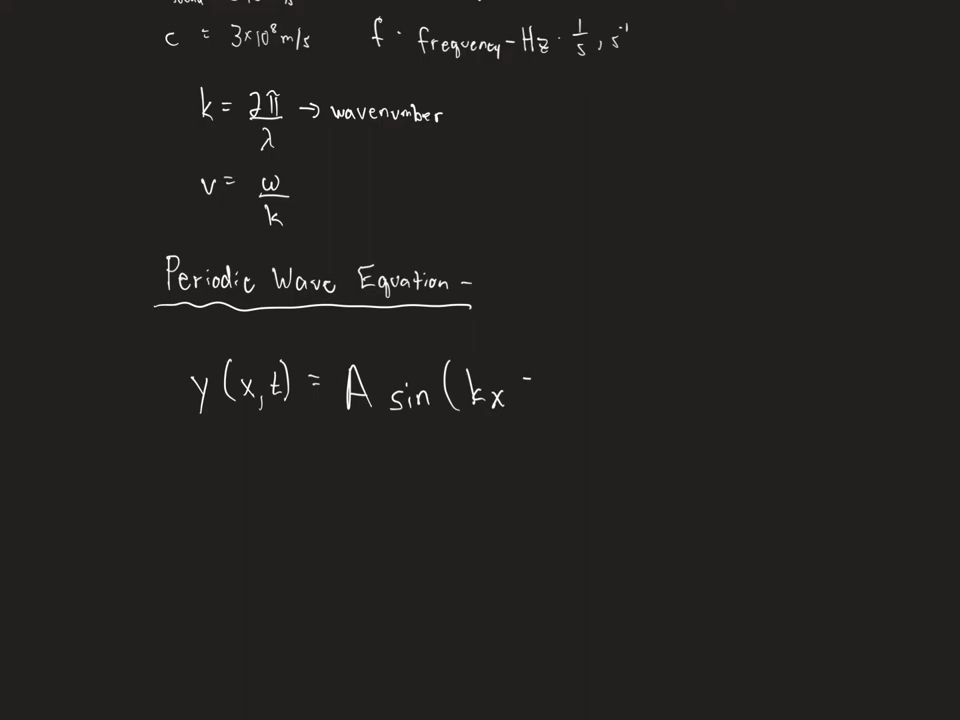 c = 3×10⁸ m/s f · frequency - Hz · 1/s, s⁻¹
k = 2π/λ → wavenumber
v = ω/k
Periodic Wave Equation -
y(x,t) = A sin(kx -